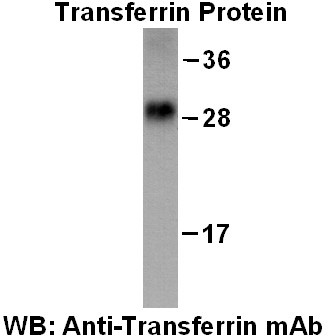 Transferrin Protein
–36
–28
–17
WB: Anti-Transferrin mAb